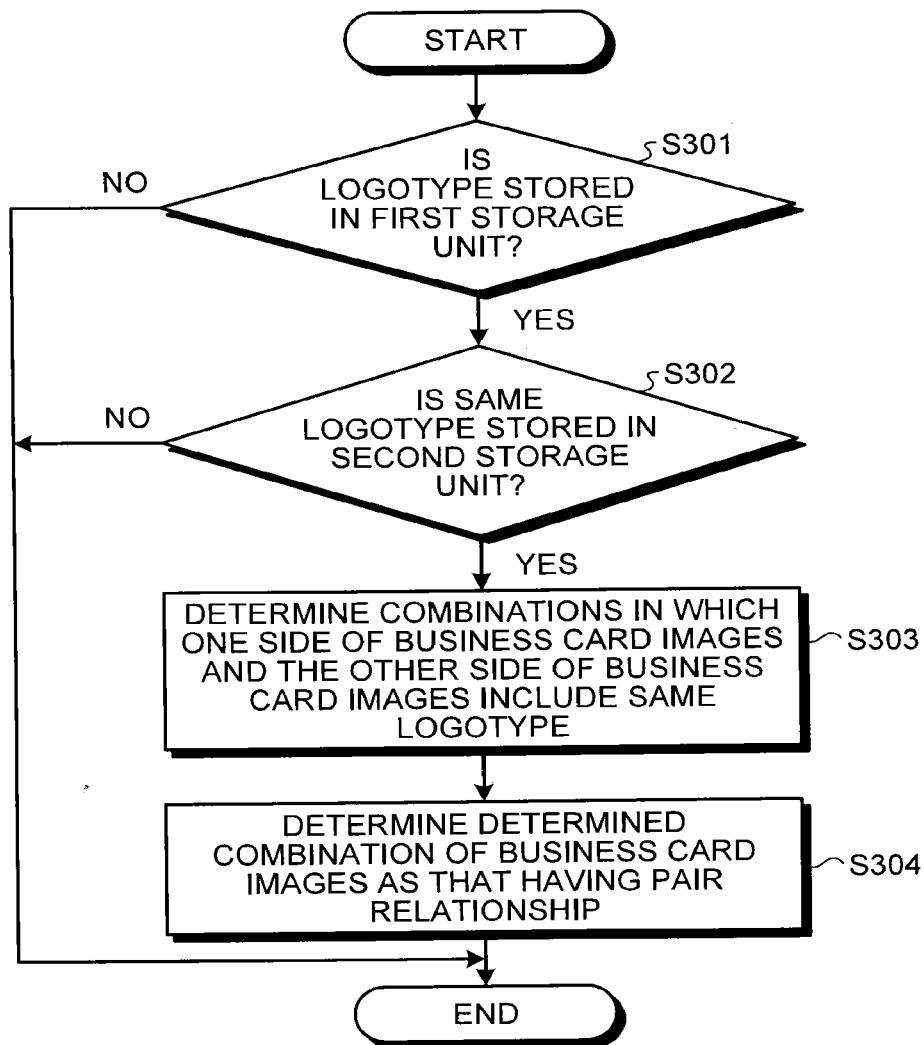 START
IS
LOGOTYPE STORED
IN FIRST STORAGE
UNIT?
S301
NO
YES
IS SAME
LOGOTYPE STORED IN
SECOND STORAGE
UNIT?
S302
NO
YES
DETERMINE COMBINATIONS IN WHICH
ONE SIDE OF BUSINESS CARD IMAGES
AND THE OTHER SIDE OF BUSINESS
CARD IMAGES INCLUDE SAME
LOGOTYPE
S303
DETERMINE DETERMINED
COMBINATION OF BUSINESS CARD
IMAGES AS THAT HAVING PAIR
RELATIONSHIP
S304
END